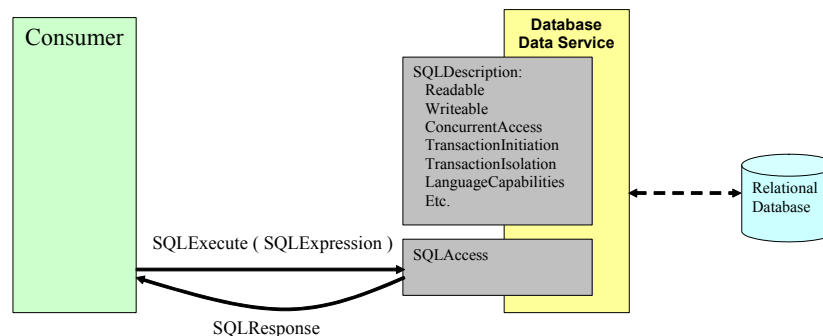 Consumer
Database
Data Service
SQLDescription:
Readable
Writeable
ConcurrentAccess
TransactionInitiation
TransactionIsolation
LanguageCapabilities
Etc.
Relational
Database
SQLExecute ( SQLExpression )
SQLAccess
SQLResponse